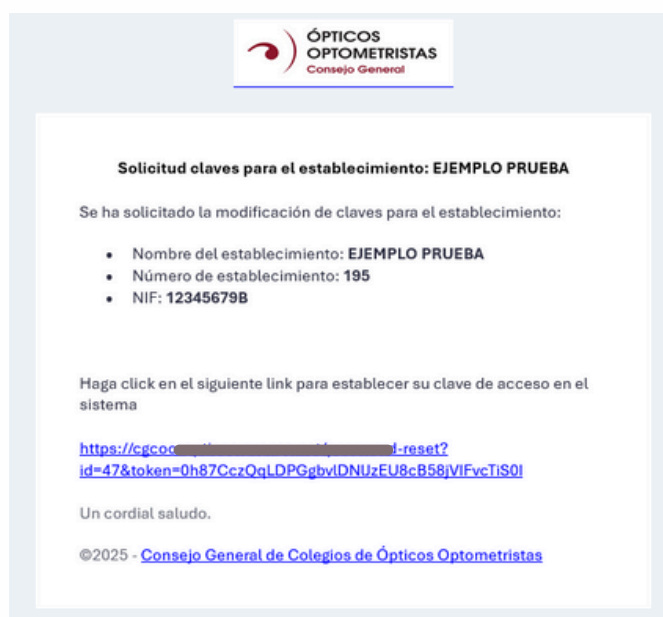 ÓPTICOS
OPTOMETRISTAS
Consejo General
Solicitud claves para el establecimiento: EJEMPLO PRUEBA
Se ha solicitado la modificación de claves para el establecimiento:
• Nombre del establecimiento: EJEMPLO PRUEBA
• Número de establecimiento: 195
• NIF: 12345679B
Haga click en el siguiente link para establecer su clave de acceso en el
sistema
https://cgcoo d-reset?
id=47&token=0h87CczQqLDPGgbvlDNUzEU8cB58jVIFvcTiS0I
Un cordial saludo.
©2025 - Consejo General de Colegios de Ópticos Optometristas